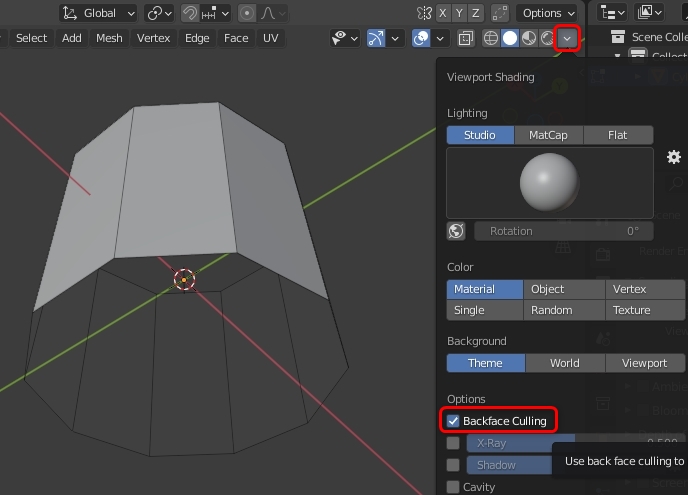 Global X Y Z Options
Select Add Mesh Vertex Edge Face UV
Scene Colle
Collect
Viewport Shading
Lighting
Studio MatCap Flat
Rotation 0°
Color
Material Object Vertex
Single Random Texture
Background
Theme World Viewport
Options
Backface Culling
X-Ray 0.500
Shadow
Use back face culling to
Cavity